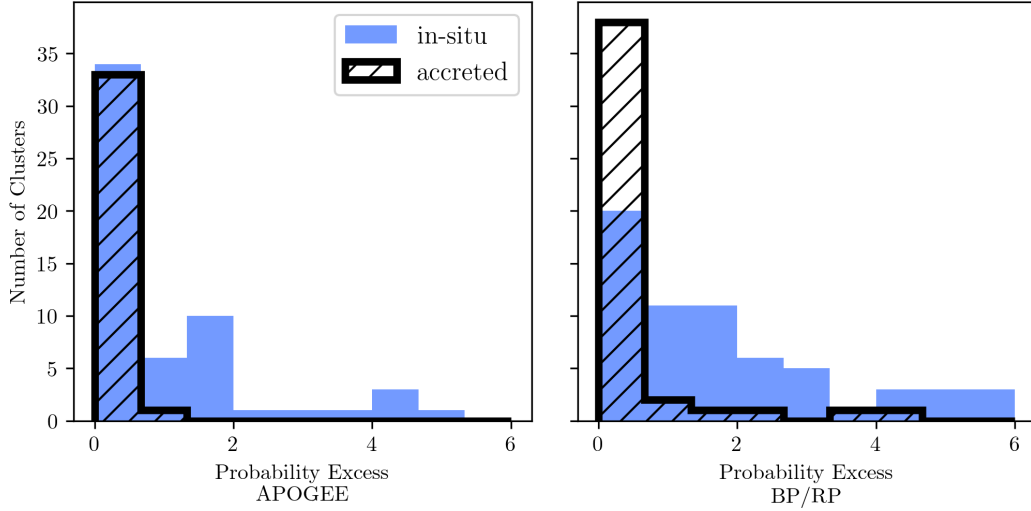 in-situ
accreted
Number of Clusters
35
30
25
20
15
10
5
0
0 2 4 6
Probability Excess
APOGEE
0 2 4 6
Probability Excess
BP/RP